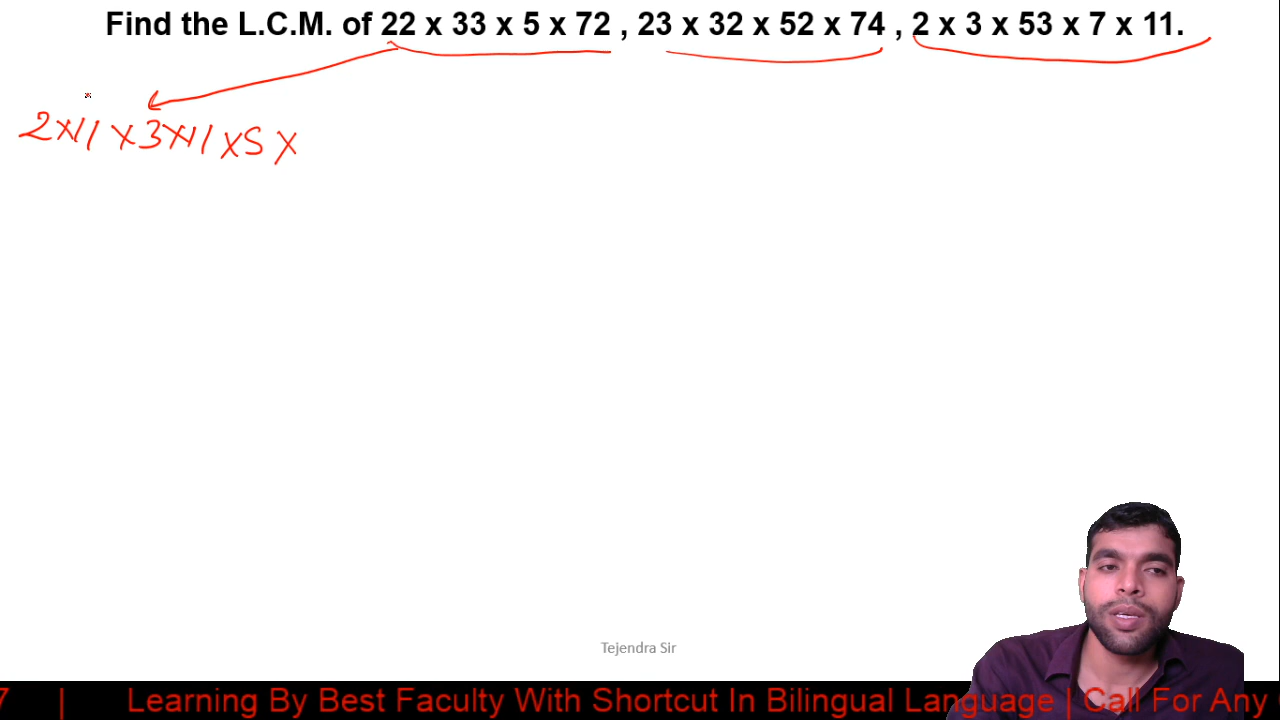 Find the L.C.M. of 22 x 33 x 5 x 72 , 23 x 32 x 52 x 74 , 2 x 3 x 53 x 7 x 11.
2x11 x 3x11 x 5 x
Tejendra Sir
7 | Learning By Best Faculty With Shortcut In Bilingual Language | Call For Any